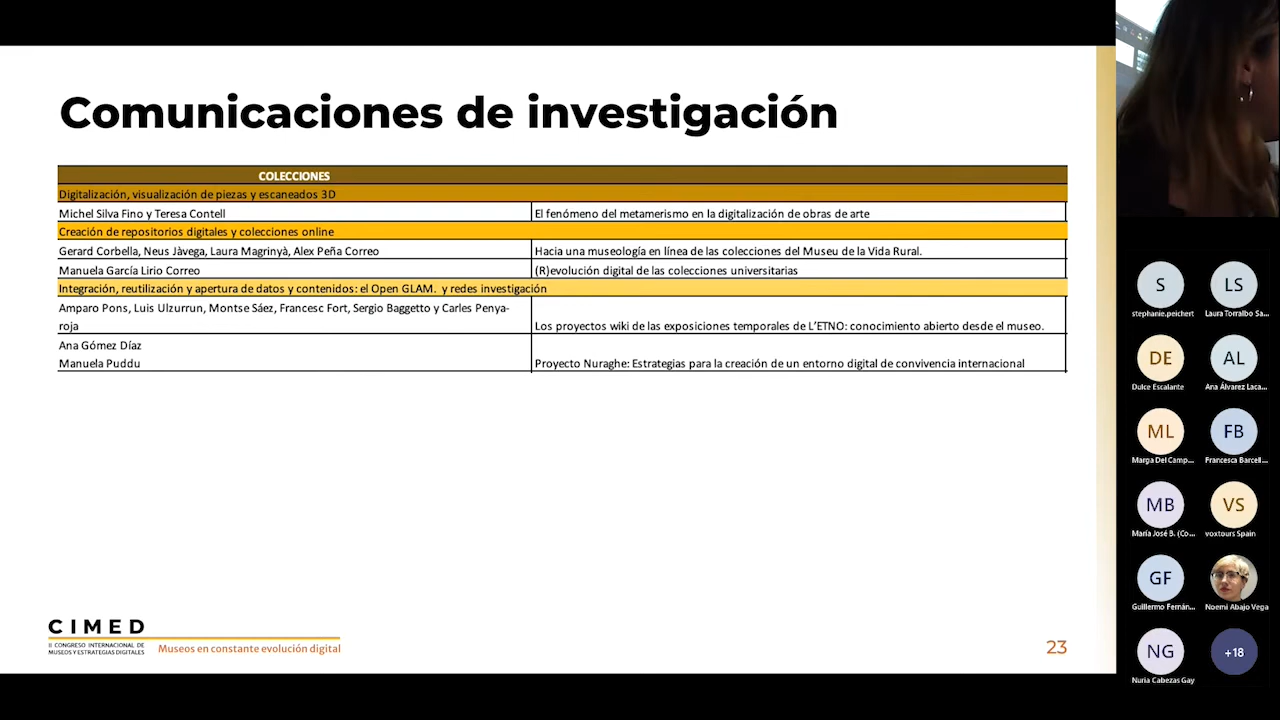 Comunicaciones de investigación
COLECCIONES
Digitalización, visualización de piezas y escaneados 3D
Michel Silva Fino y Teresa Contell
El fenómeno del metamerismo en la digitalización de obras de arte
Creación de repositorios digitales y colecciones online
Gerard Corbella, Neus Jàvega, Laura Magrinyà, Alex Peña Correo
Hacia una museología en línea de las colecciones del Museu de la Vida Rural.
Manuela García Lirio Correo
(R)evolución digital de las colecciones universitarias
Integración, reutilización y apertura de datos y contenidos: el Open GLAM. y redes investigación
Amparo Pons, Luis Ulzurrun, Montse Sáez, Francesc Fort, Sergio Baggetto y Carles Penya-
roja
Los proyectos wiki de las exposiciones temporales de L'ETNO: conocimiento abierto desde el museo.
Ana Gómez Díaz
Manuela Puddu
Proyecto Nuraghe: Estrategias para la creación de un entorno digital de convivencia internacional
CIMED
II CONGRESO INTERNACIONAL DE
MUSEOS Y ESTRATEGIAS DIGITALES
Museos en constante evolución digital
23
S
stephanie.peichert
LS
Laura Torralbo Sa...
DE
Dulce Escalante
AL
Ana Álvarez Laca...
ML
Marga Del Camp...
FB
Francesca Barcell...
MB
María José B. (Co...
VS
voxtours Spain
GF
Guillermo Fernán...
Noemi Abajo Vega
NG
Nuria Cabezas Gay
+18